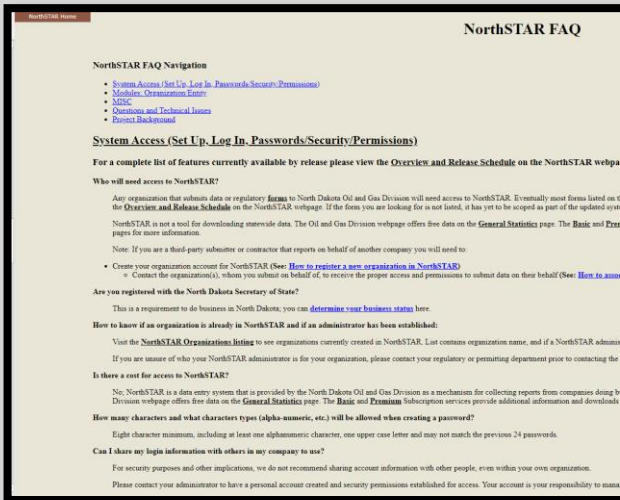 NorthSTAR Home
NorthSTAR FAQ
NorthSTAR FAQ Navigation
System Access (Set Up, Log In, Passwords/Security/Permissions)
Modules: Organization/Entity
MISC
Questions and Technical Issues
Project Background
System Access (Set Up, Log In, Passwords/Security/Permissions)
For a complete list of features currently available by release please view the Overview and Release Schedule on the NorthSTAR webpa
Who will need access to NorthSTAR?
Any organization that submits data or regulatory forms to North Dakota Oil and Gas Division will need access to NorthSTAR. Eventually most forms listed on th
the Overview and Release Schedule on the NorthSTAR webpage. If the form you are looking for is not listed, it has yet to be scoped as part of the updated syste
NorthSTAR is not a tool for downloading statewide data. The Oil and Gas Division webpage offers free data on the General Statistics page. The Basic and Prem
pages for more information.
Note: If you are a third-party submitter or contractor that reports on behalf of another company you will need to:
Create your organization account for NorthSTAR (See: How to register a new organization in NorthSTAR)
Contact the organization(s), whom you submit on behalf of, to receive the proper access and permissions to submit data on their behalf (See: How to assoc
Are you registered with the North Dakota Secretary of State?
This is a requirement to do business in North Dakota; you can determine your business status here.
How to know if an organization is already in NorthSTAR and if an administrator has been established:
Visit the NorthSTAR Organizations listing to see organizations currently created in NorthSTAR. List contains organization name, and if a NorthSTAR adminis
If you are unsure of who your NorthSTAR administrator is for your organization, please contact your regulatory or permitting department prior to contacting the
Is there a cost for access to NorthSTAR?
No; NorthSTAR is a data entry system that is provided by the North Dakota Oil and Gas Division as a mechanism for collecting reports from companies doing b
Division webpage offers free data on the General Statistics page. The Basic and Premium Subscription services provide additional information and downloads
How many characters and what characters types (alpha-numeric, etc.) will be allowed when creating a password?
Eight character minimum, including at least one alphanumeric character, one upper case letter and may not match the previous 24 passwords.
Can I share my login information with others in my company to use?
For security purposes and other implications, we do not recommend sharing account information with other people, even within your own organization.
Please contact your administrator to have a personal account created and security permissions established for access. Your account is your responsibility to mana